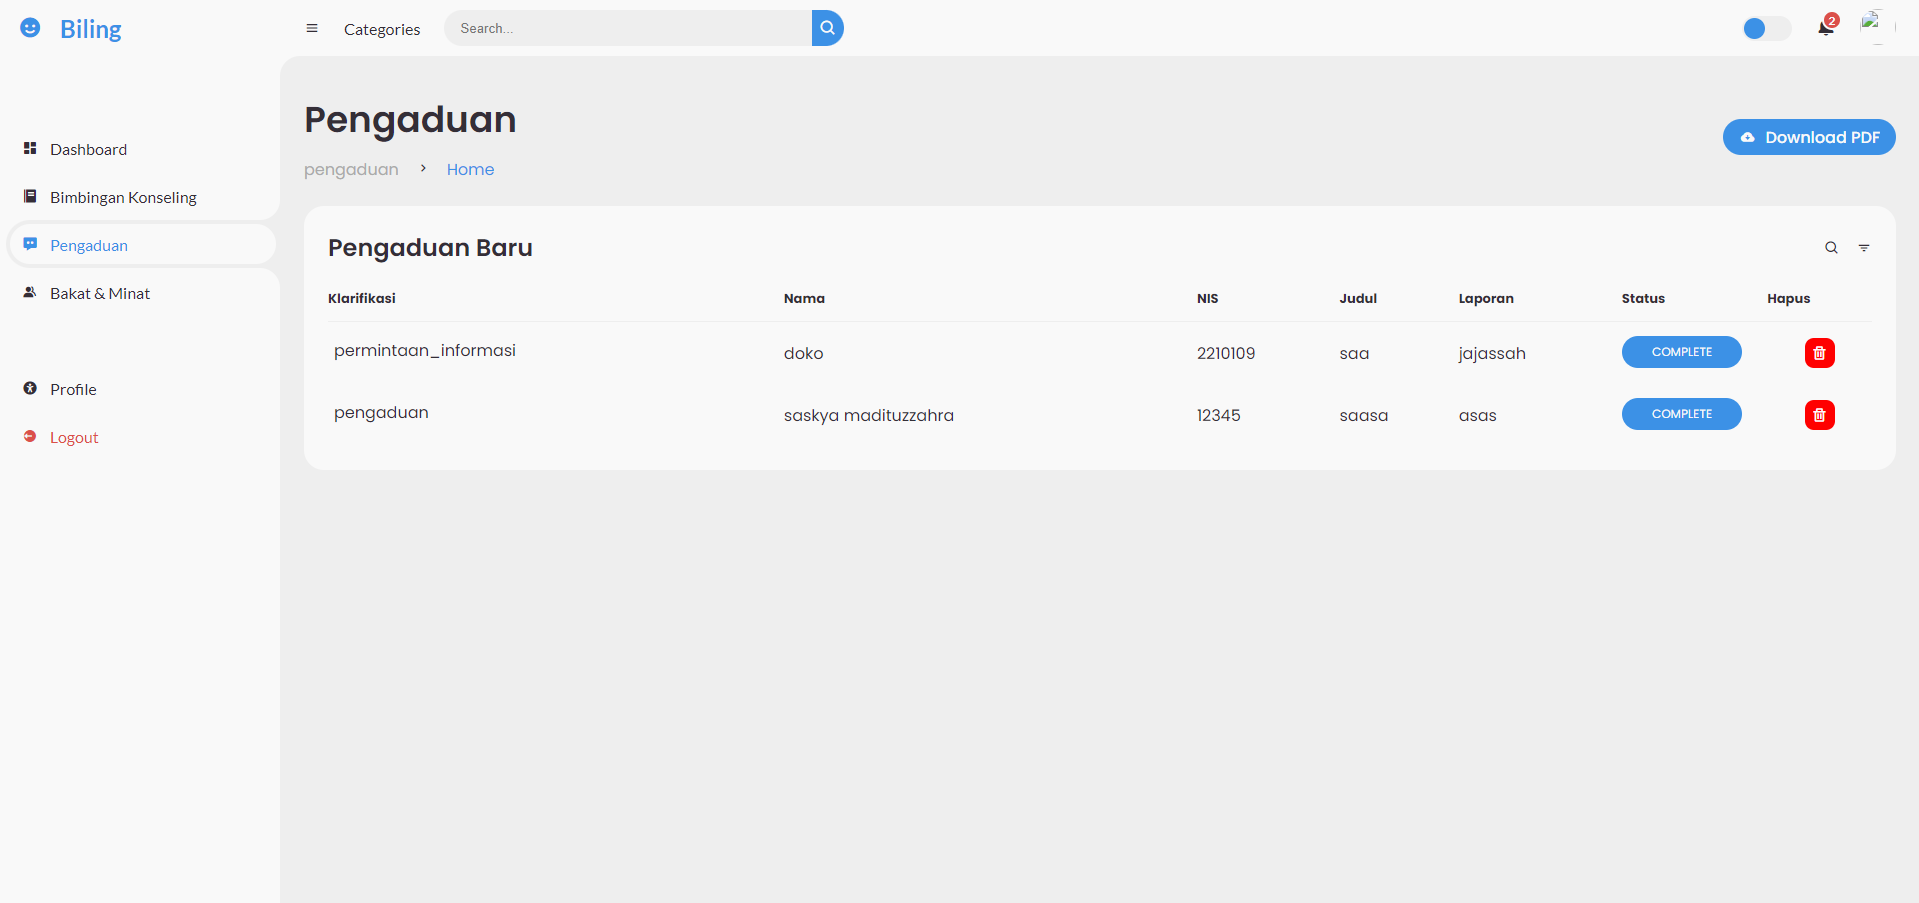 Biling
Categories
Search...
2
Dashboard
Bimbingan Konseling
Pengaduan
Bakat & Minat
Profile
Logout
Pengaduan
pengaduan > Home
Download PDF
Pengaduan Baru
Klarifikasi Nama NIS Judul Laporan Status Hapus
permintaan_informasi doko 2210109 saa jajassah COMPLETE
pengaduan saskya madituzzahra 12345 saasa asas COMPLETE